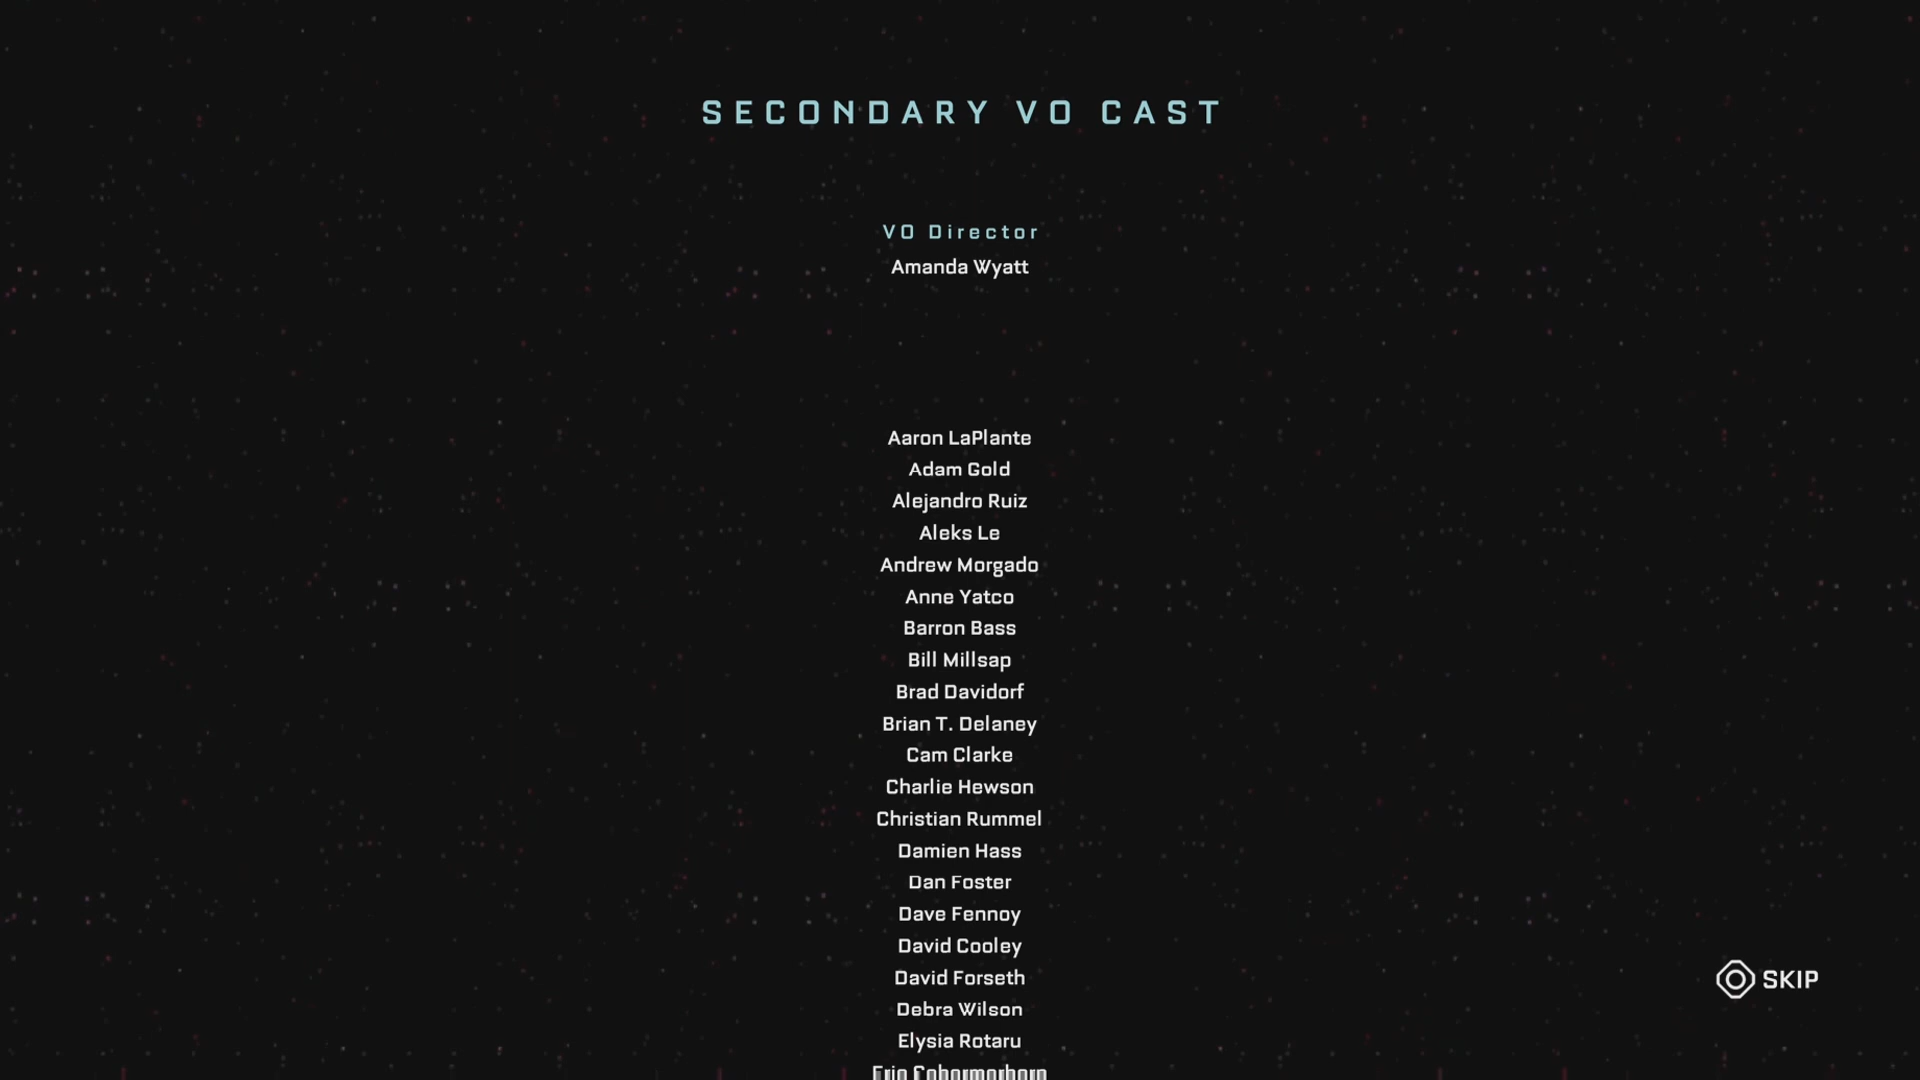 SECONDARY VO CAST
VO Director
Amanda Wyatt
Aaron LaPlante
Adam Gold
Alejandro Ruiz
Aleks Le
Andrew Morgado
Anne Yatco
Barron Bass
Bill Millsap
Brad Davidorf
Brian T. Delaney
Cam Clarke
Charlie Hewson
Christian Rummel
Damien Hass
Dan Foster
Dave Fennoy
David Cooley
David Forseth
Debra Wilson
SKIP
Elysia Rotaru